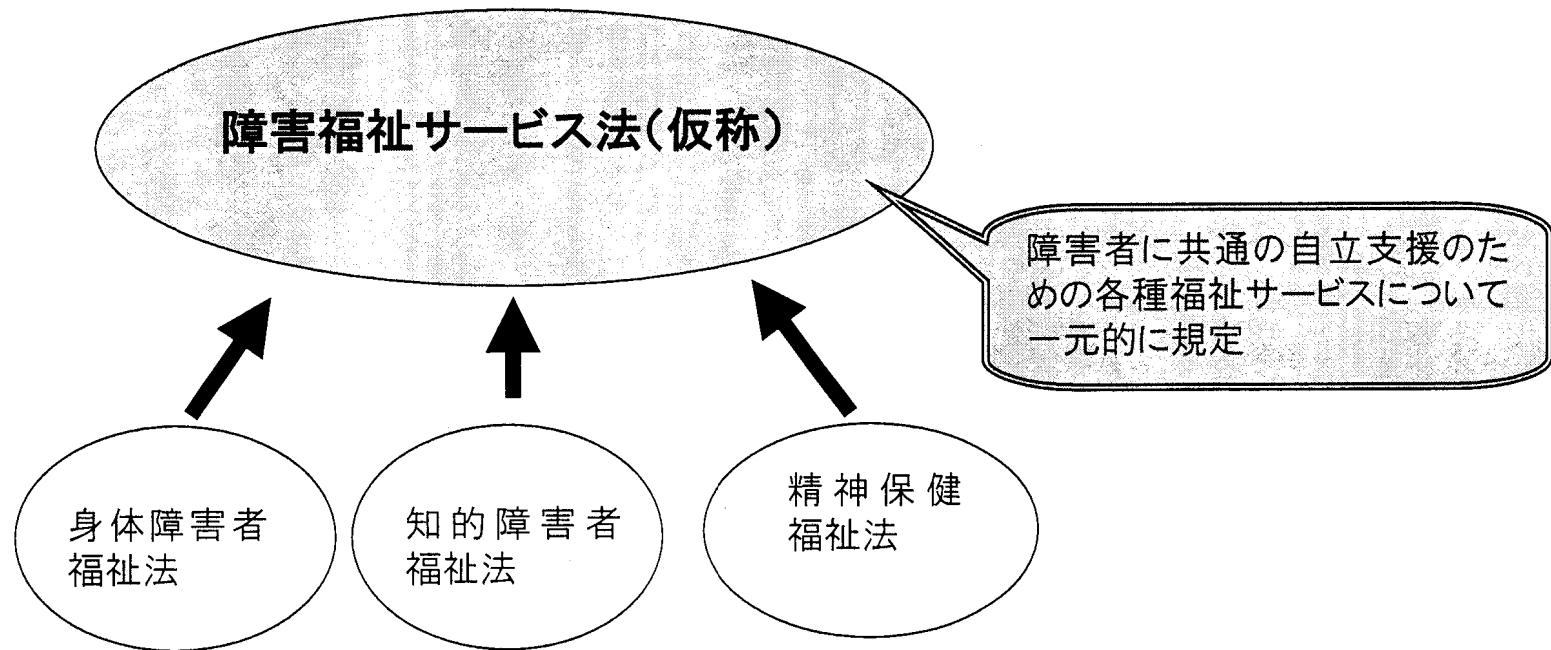 障害福祉サービス法（仮称）
障害者に共通の自立支援のた
めの各種福祉サービスについて
一元的に規定
身体障害者
福祉法
知的障害者
福祉法
精神保健
福祉法